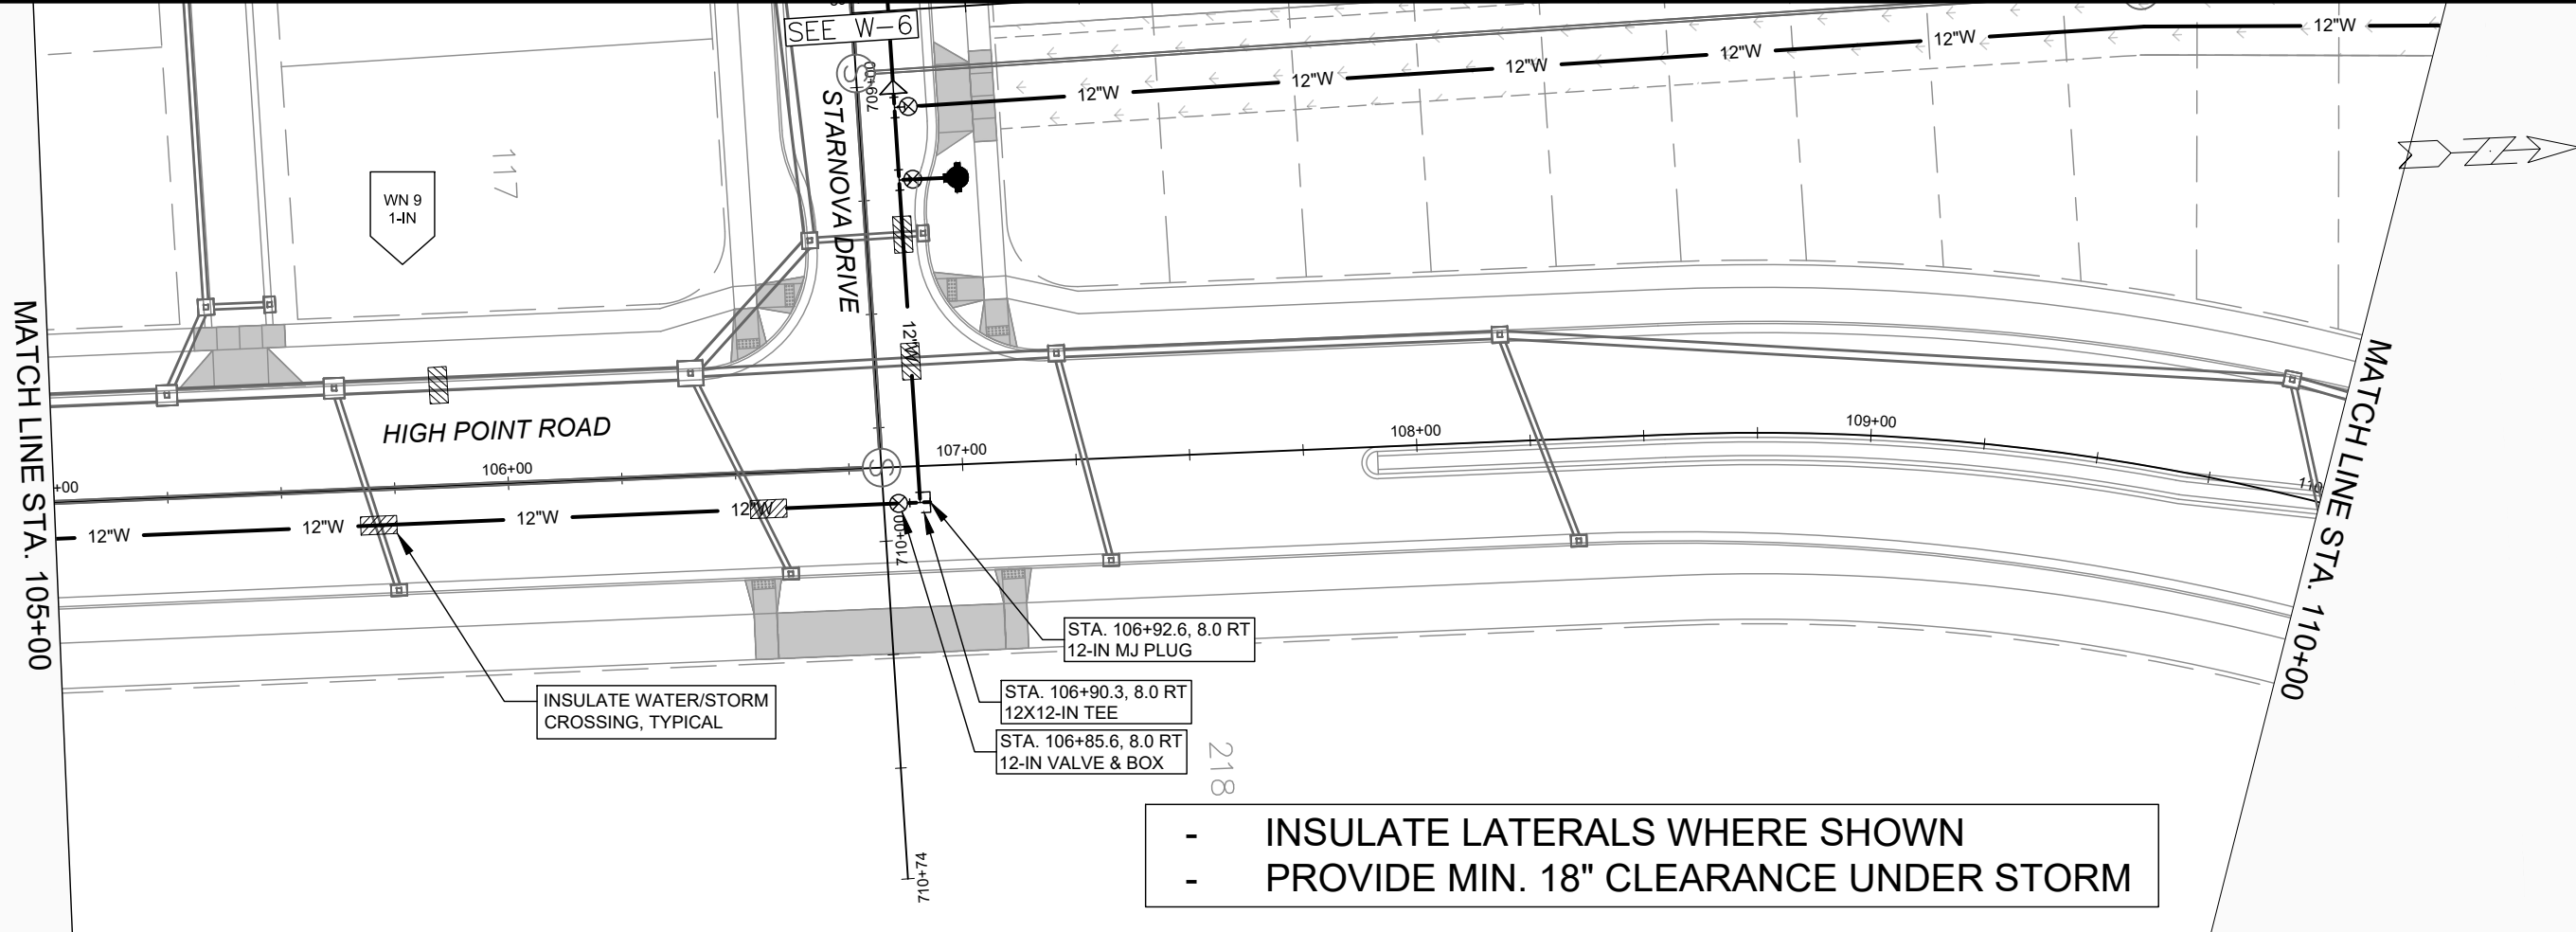 SEE W-6
12"W
12"W
12"W
12"W
12"W
12"W
709+00
STARNOVA DRIVE
117
WN 9
1-IN
MATCH LINE STA. 105+00
HIGH POINT ROAD
12"W
+00
106+00
107+00
108+00
109+00
110
12"W
12"W
12"W
12"W
710+00
MATCH LINE STA. 110+00
STA. 106+92.6, 8.0 RT
12-IN MJ PLUG
INSULATE WATER/STORM
CROSSING, TYPICAL
STA. 106+90.3, 8.0 RT
12X12-IN TEE
STA. 106+85.6, 8.0 RT
12-IN VALVE & BOX
218
710+74
- INSULATE LATERALS WHERE SHOWN
- PROVIDE MIN. 18" CLEARANCE UNDER STORM
S
S
N